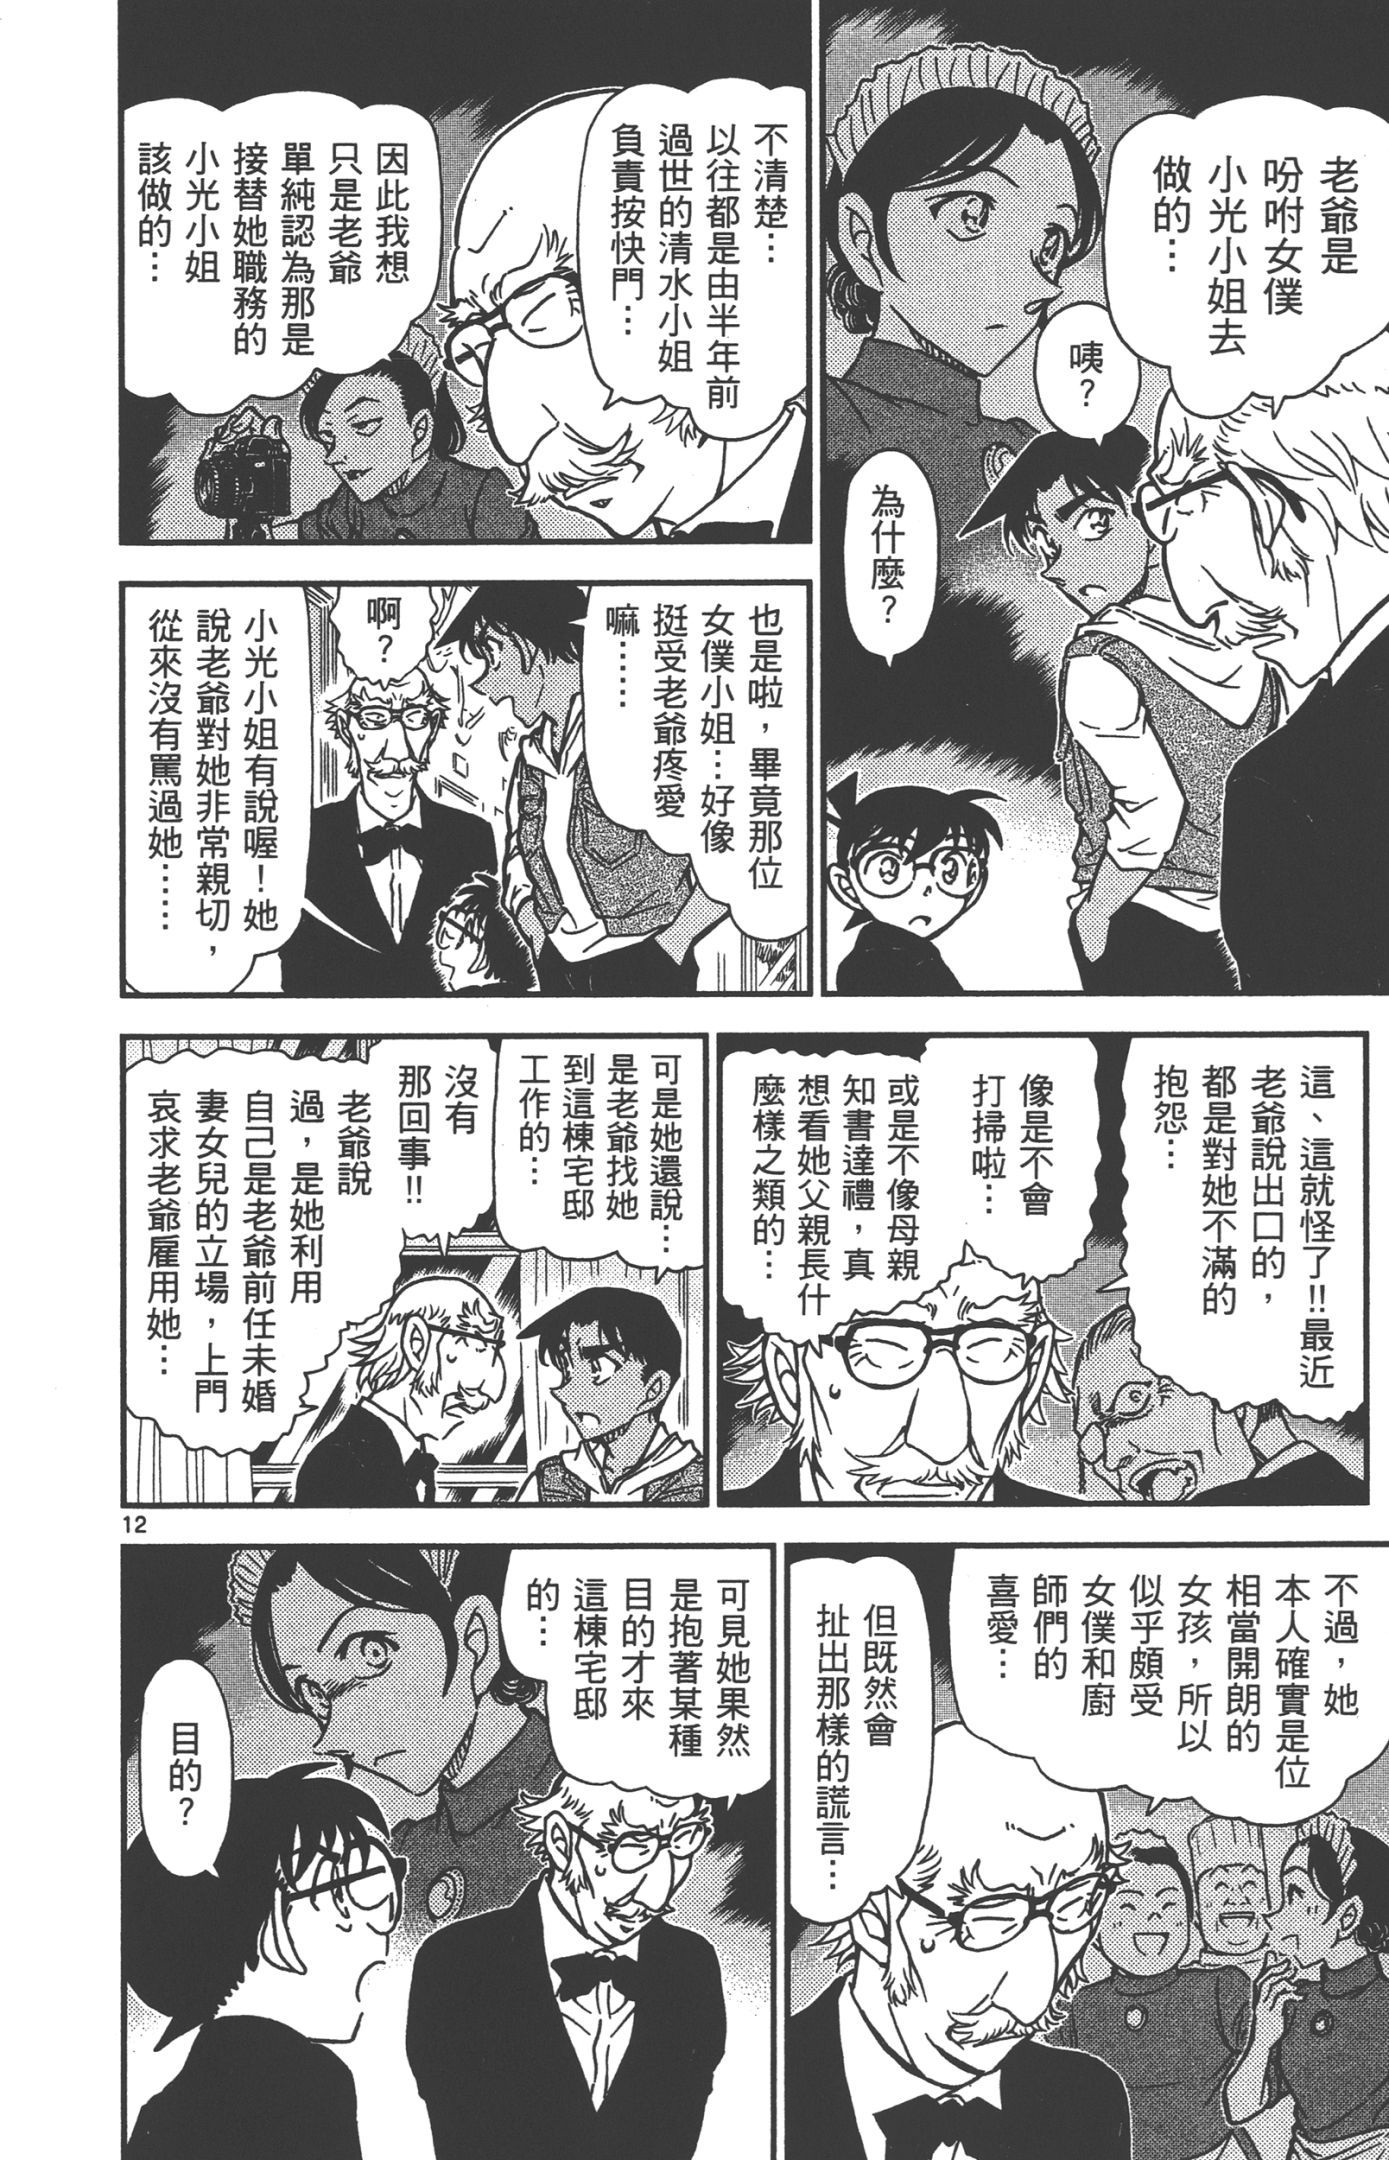 老爺是
吩咐女僕
小光小姐去
做的…
咦？
為什麼？
不清楚…
以往都是由半年前
過世的清水小姐
負責按快門…
因此我想
只是老爺
單純認為那是
接替她職務的
小光小姐
該做的…
也是啦，畢竟那位
女僕小姐…好像
挺受老爺疼愛
嘛……
啊？
小光小姐有說喔！她
說老爺對她非常親切，
從來沒有罵過她……
這、這就怪了!!最近
老爺說出口的，
都是對她不滿的
抱怨…
像是不會
打掃啦…
或是不像母親
知書達禮，真
想看她父親長什
麼樣之類的…
可是她還說…
是老爺找她
到這棟宅邸
工作的…
沒有
那回事!!
老爺說
過，是她利用
自己是老爺前任未婚
妻女兒的立場，上門
哀求老爺雇用她…
12
不過，她
本人確實是位
相當開朗的
女孩，所以
似乎頗受
女僕和廚
師們的
喜愛…
但既然會
扯出那樣的謊言…
可見她果然
是抱著某種
目的才來
這棟宅邸
的…
目的？